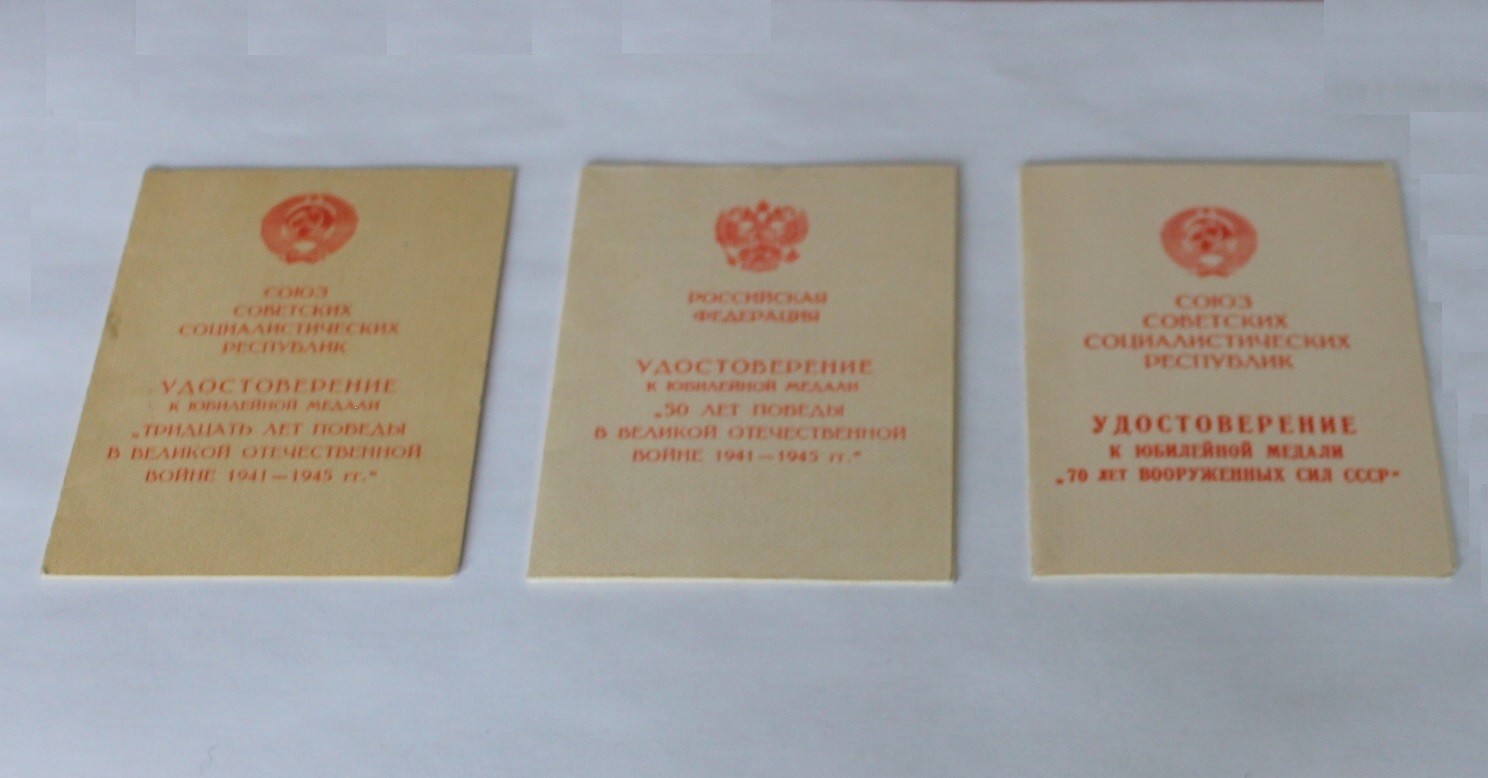 СОЮЗ
СОВЕТСКИХ
СОЦИАЛИСТИЧЕСКИХ
РЕСПУБЛИК
УДОСТОВЕРЕНИЕ
К ЮБИЛЕЙНОЙ МЕДАЛИ
„ТРИДЦАТЬ ЛЕТ ПОБЕДЫ
В ВЕЛИКОЙ ОТЕЧЕСТВЕННОЙ
ВОЙНЕ 1941—1945 гг.“
РОССИЙСКАЯ
ФЕДЕРАЦИЯ
УДОСТОВЕРЕНИЕ
К ЮБИЛЕЙНОЙ МЕДАЛИ
„50 ЛЕТ ПОБЕДЫ
В ВЕЛИКОЙ ОТЕЧЕСТВЕННОЙ
ВОЙНЕ 1941—1945 гг.“
СОЮЗ
СОВЕТСКИХ
СОЦИАЛИСТИЧЕСКИХ
РЕСПУБЛИК
УДОСТОВЕРЕНИЕ
К ЮБИЛЕЙНОЙ МЕДАЛИ
„70 ЛЕТ ВООРУЖЕННЫХ СИЛ СССР“